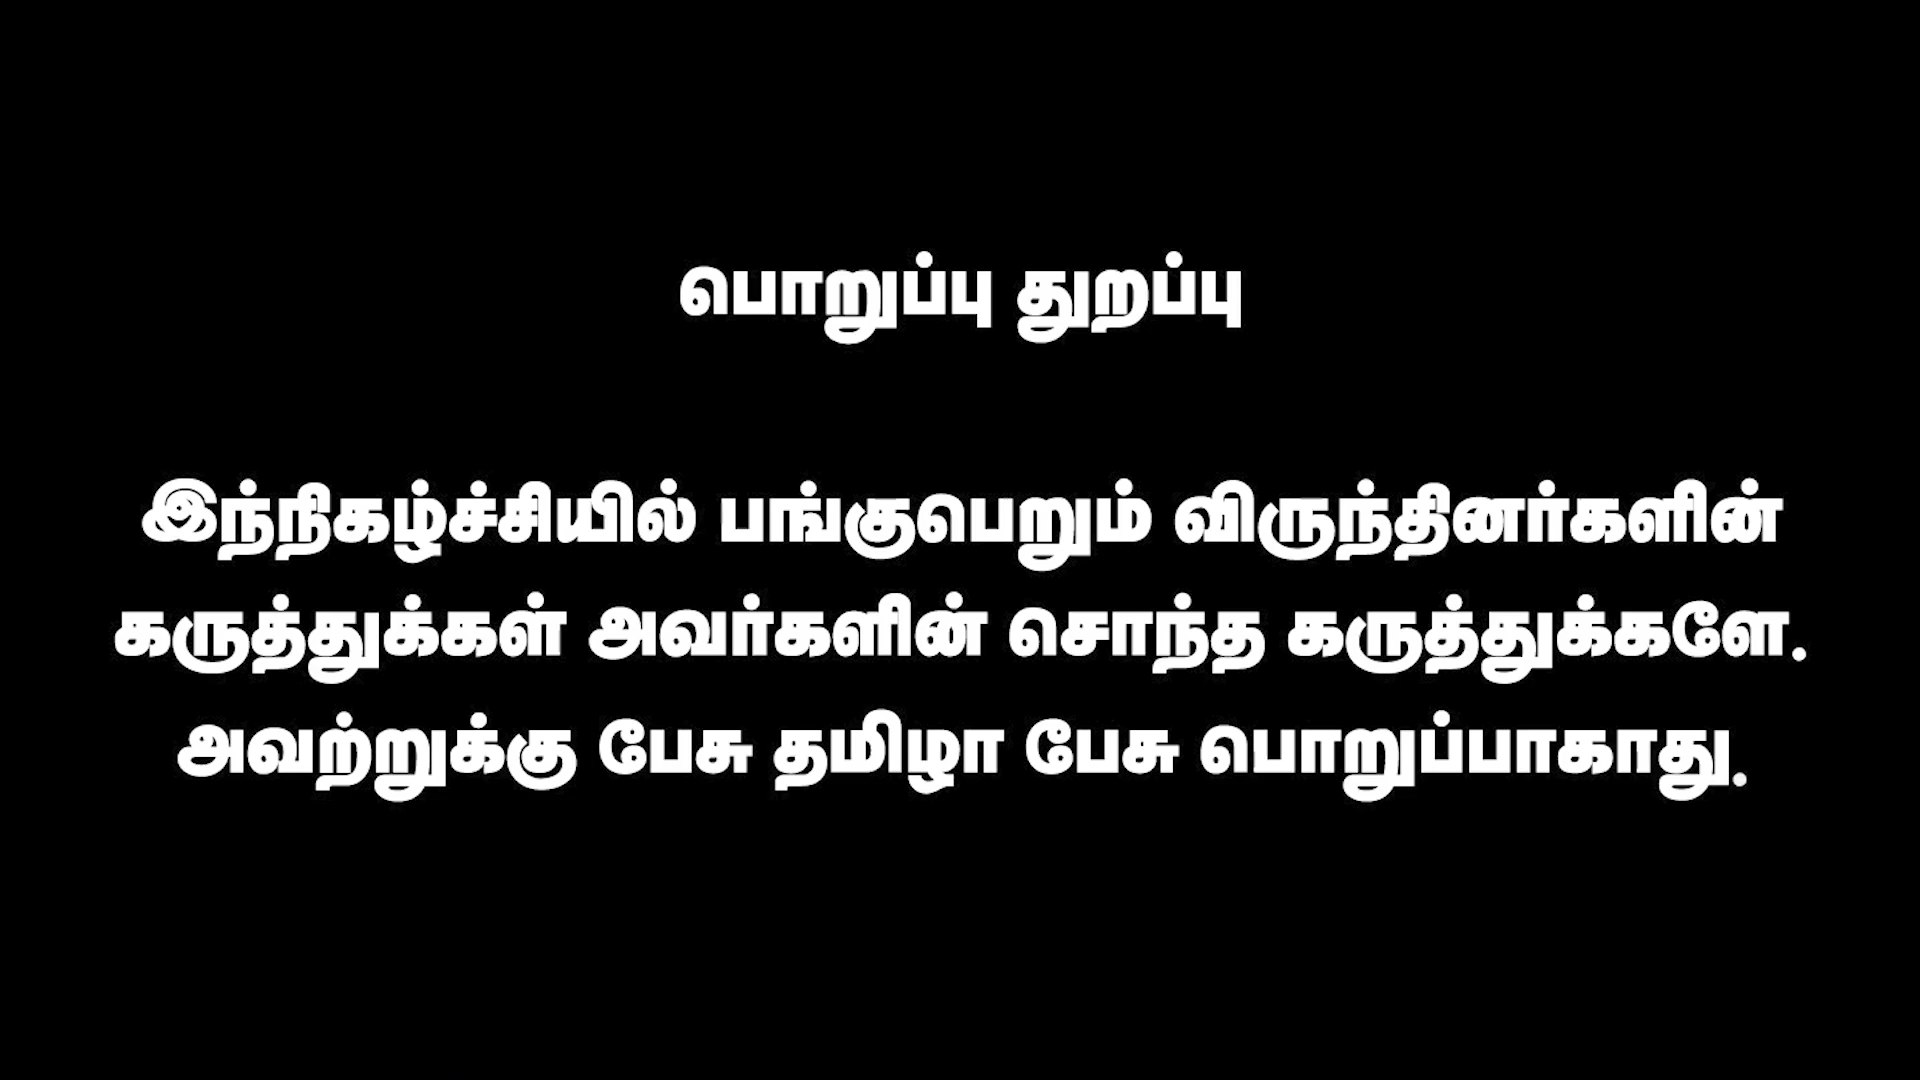 பொறுப்பு துறப்பு
இந்நிகழ்ச்சியில் பங்குபெறும் விருந்தினர்களின்
கருத்துக்கள் அவர்களின் சொந்த கருத்துக்களே.
அவற்றுக்கு பேசு தமிழா பேசு பொறுப்பாகாது.